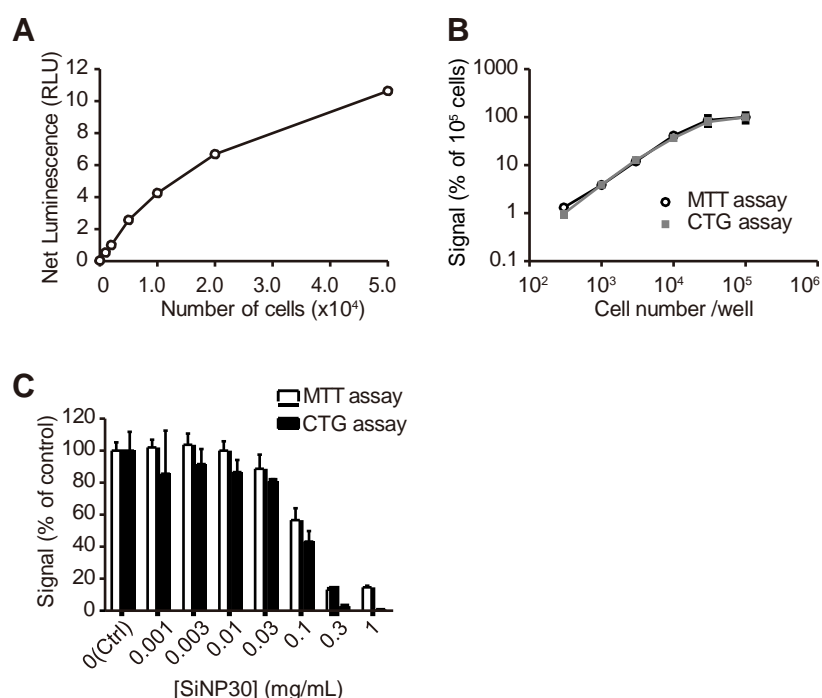 A
Net Luminescence (RLU)
12
10
8
6
4
2
0
0 1.0 2.0 3.0 4.0 5.0
Number of cells (x10⁴)
B
Signal (% of 10⁵ cells)
1000
100
10
1
0.1
10² 10³ 10⁴ 10⁵ 10⁶
Cell number /well
MTT assay
CTG assay
C
MTT assay
CTG assay
Signal (% of control)
120
100
80
60
40
20
0
0(Ctrl) 0.001 0.003 0.01 0.03 0.1 0.3 1
[SiNP30] (mg/mL)